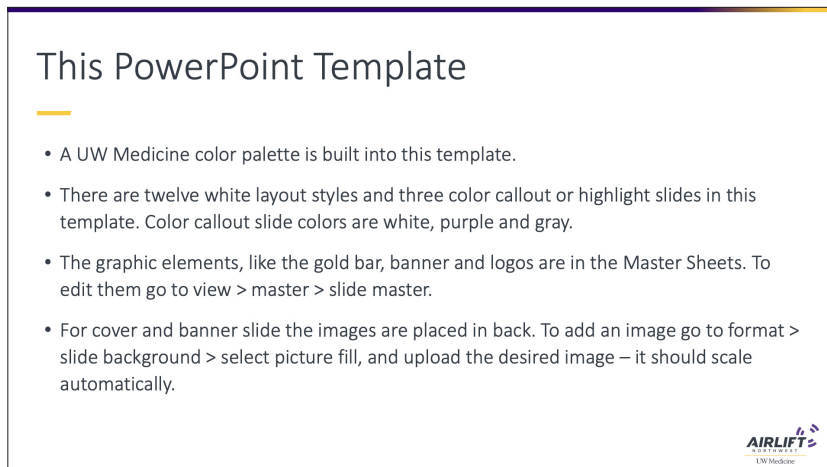 This PowerPoint Template
• A UW Medicine color palette is built into this template.
• There are twelve white layout styles and three color callout or highlight slides in this
template. Color callout slide colors are white, purple and gray.
• The graphic elements, like the gold bar, banner and logos are in the Master Sheets. To
edit them go to view > master > slide master.
• For cover and banner slide the images are placed in back. To add an image go to format >
slide background > select picture fill, and upload the desired image – it should scale
automatically.
AIRLIFT
NORTHWEST
UW Medicine